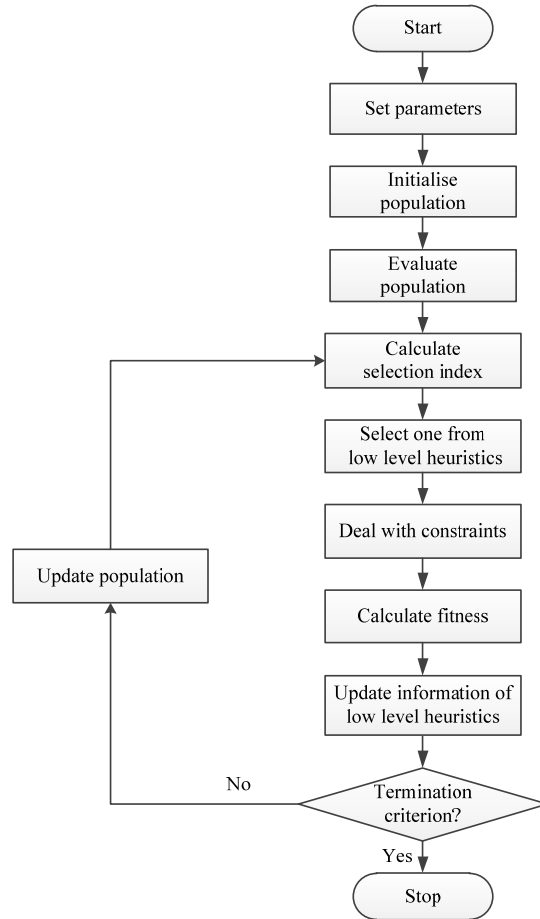 Start
Set parameters
Initialise
population
Evaluate
population
Calculate
selection index
Select one from
low level heuristics
Deal with constraints
Update population
Calculate fitness
Update information of
low level heuristics
No
Termination
criterion?
Yes
Stop